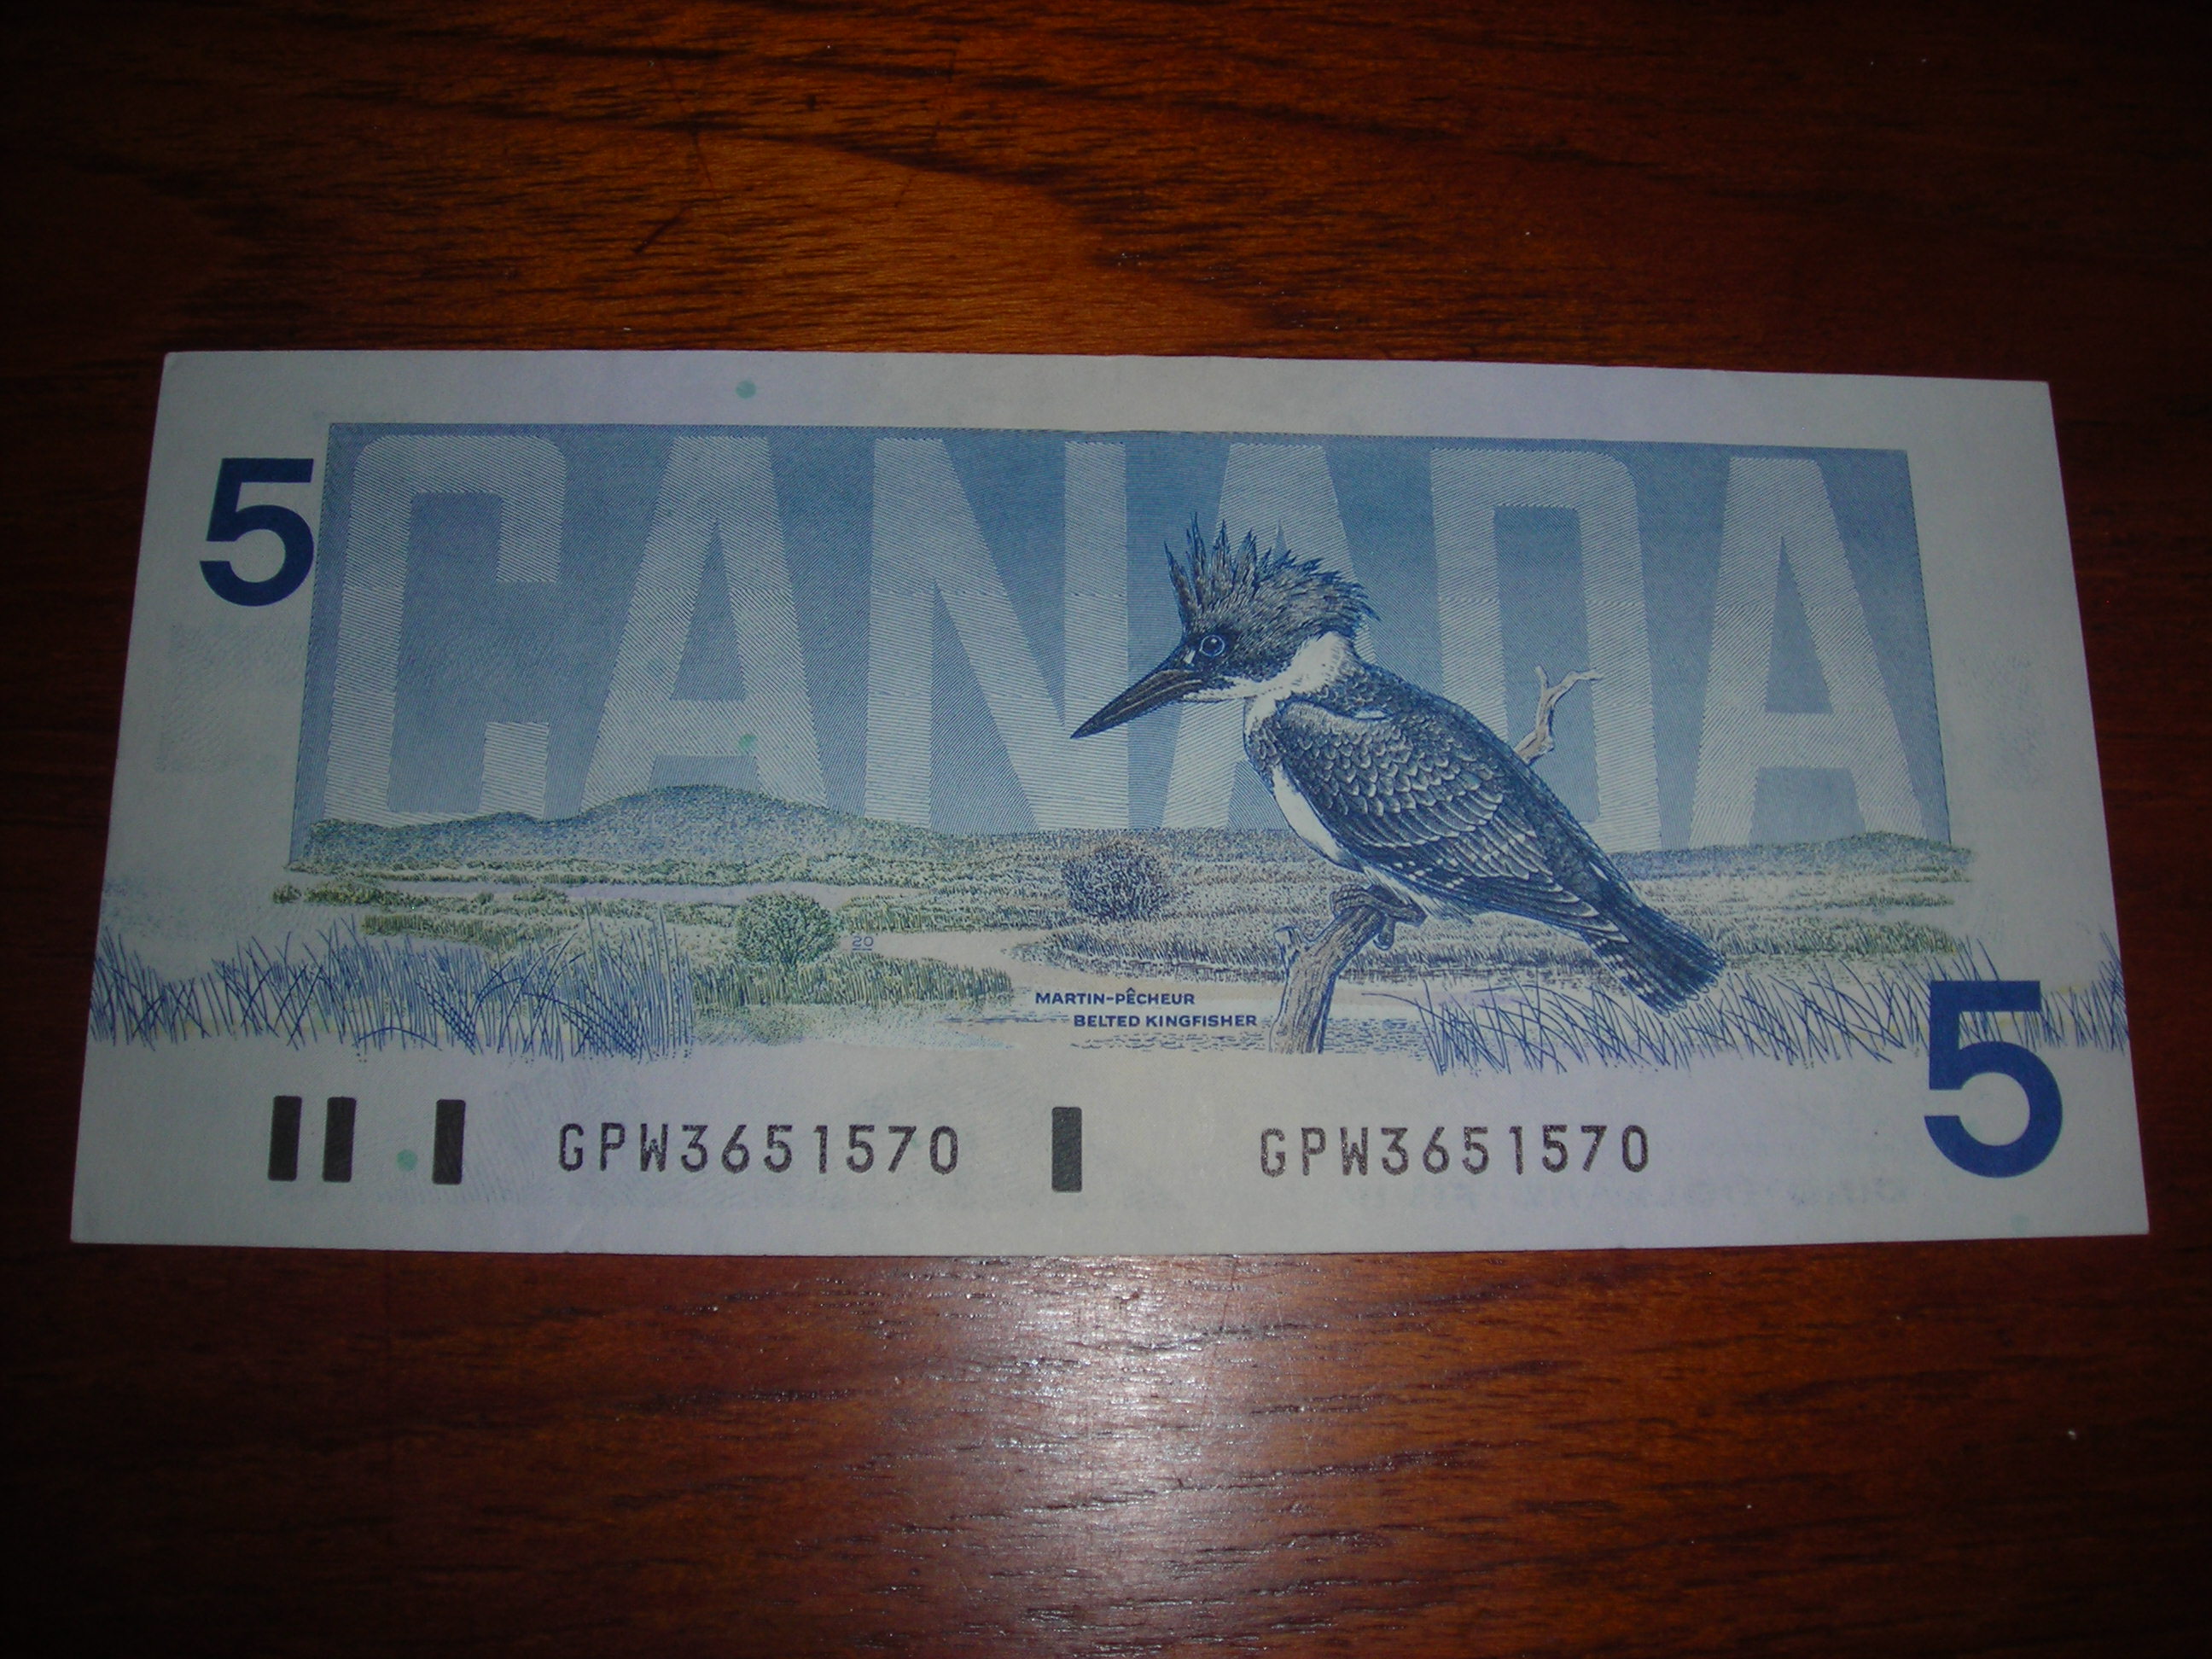 CANADA
5
20
MARTIN-PÊCHEUR
BELTED KINGFISHER
5
GPW3651570 GPW3651570